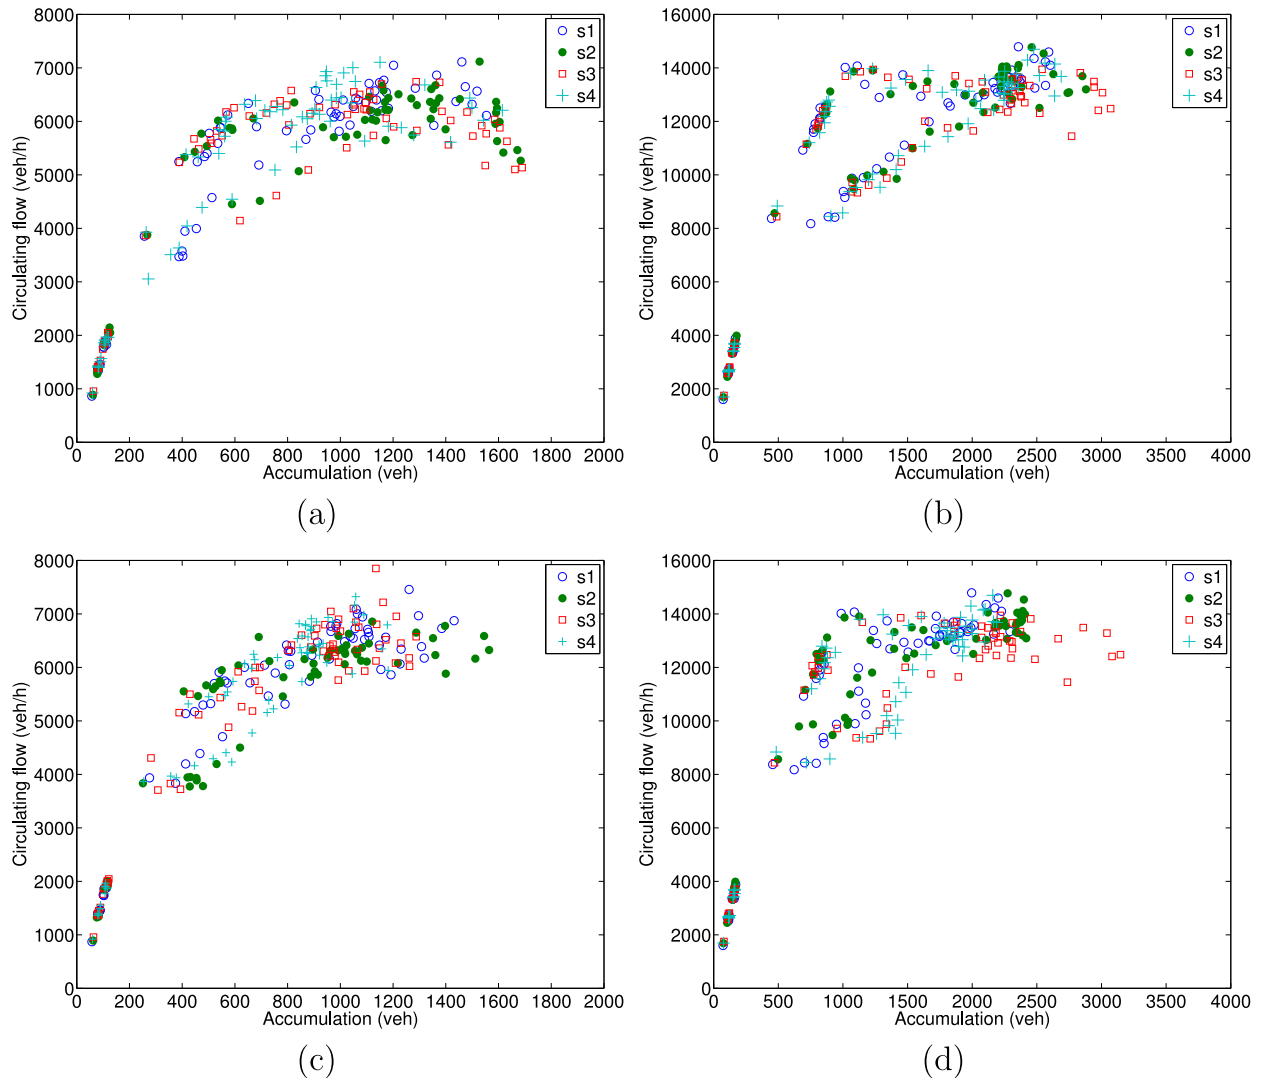 8000
7000
6000
5000
4000
3000
2000
1000
0
Circulating flow (veh/h)
0 200 400 600 800 1000 1200 1400 1600 1800 2000
Accumulation (veh)
s1
s2
s3
s4
(a)
16000
14000
12000
10000
8000
6000
4000
2000
0
Circulating flow (veh/h)
0 500 1000 1500 2000 2500 3000 3500 4000
Accumulation (veh)
s1
s2
s3
s4
(b)
8000
7000
6000
5000
4000
3000
2000
1000
0
Circulating flow (veh/h)
0 200 400 600 800 1000 1200 1400 1600 1800 2000
Accumulation (veh)
s1
s2
s3
s4
(c)
16000
14000
12000
10000
8000
6000
4000
2000
0
Circulating flow (veh/h)
0 500 1000 1500 2000 2500 3000 3500 4000
Accumulation (veh)
s1
s2
s3
s4
(d)